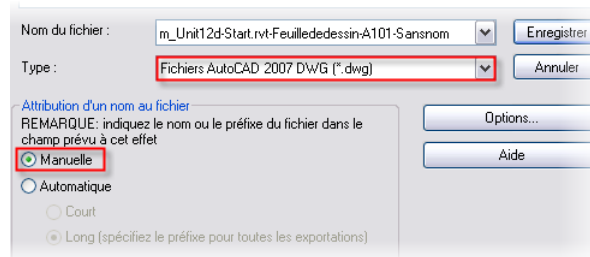 Nom du fichier : m_Unit12d-Start.rvt-Feuillededessin-A101-Sansnom Enregistrer
Type : Fichiers AutoCAD 2007 DWG (*.dwg) Annuler
Attribution d'un nom au fichier
REMARQUE: indiquez le nom ou le préfixe du fichier dans le
champ prévu à cet effet
Options...
Manuelle
Aide
Automatique
Court
Long (spécifiez le préfixe pour toutes les exportations)